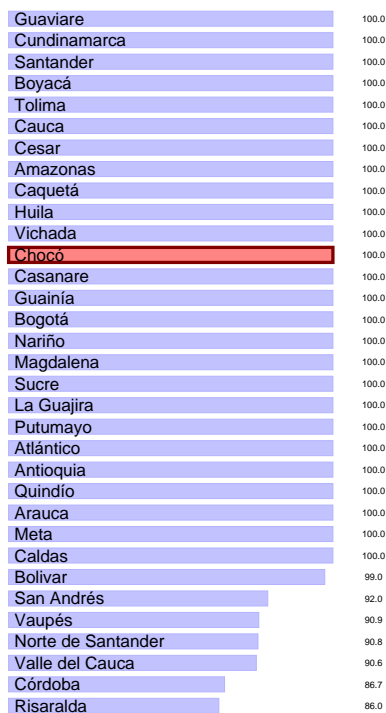 Guaviare 100.0
Cundinamarca 100.0
Santander 100.0
Boyacá 100.0
Tolima 100.0
Cauca 100.0
Cesar 100.0
Amazonas 100.0
Caquetá 100.0
Huila 100.0
Vichada 100.0
Chocó 100.0
Casanare 100.0
Guainía 100.0
Bogotá 100.0
Nariño 100.0
Magdalena 100.0
Sucre 100.0
La Guajira 100.0
Putumayo 100.0
Atlántico 100.0
Antioquia 100.0
Quindío 100.0
Arauca 100.0
Meta 100.0
Caldas 100.0
Bolivar 99.0
San Andrés 92.0
Vaupés 90.9
Norte de Santander 90.8
Valle del Cauca 90.6
Córdoba 86.7
Risaralda 86.0